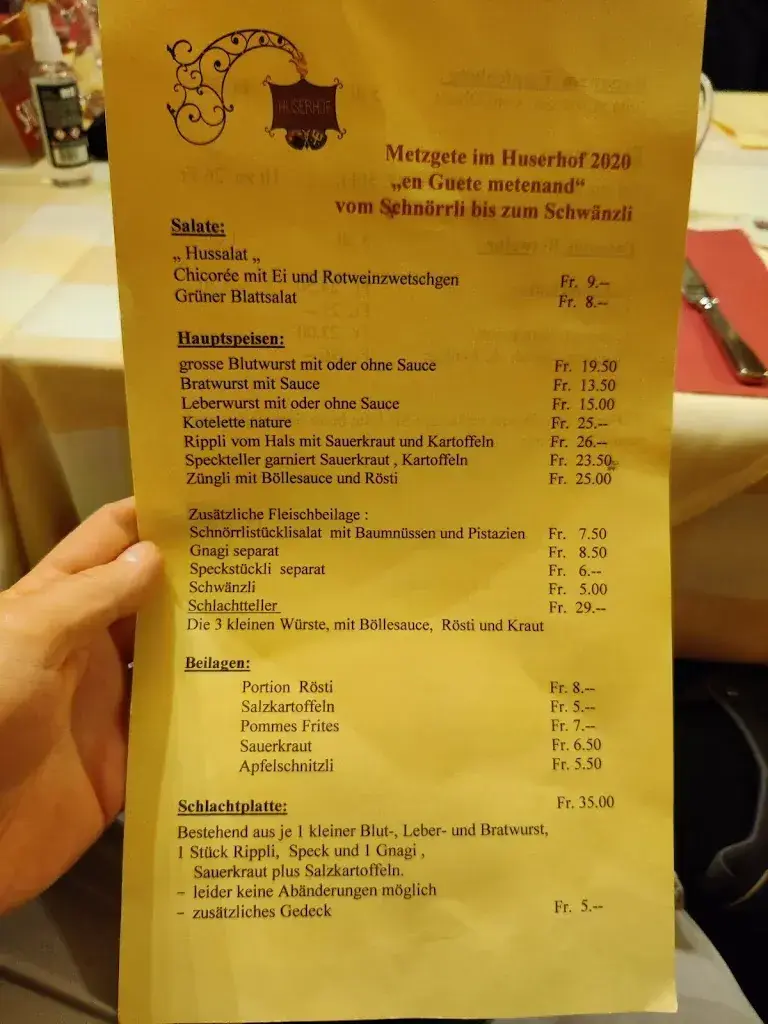 HUSERHOF
Metzgete im Huserhof 2020
„en Guete metenand“
vom Schnörrli bis zum Schwänzli
Salate:
„ Hussalat „
Chicorée mit Ei und Rotweinzwetschgen Fr. 9.--
Grüner Blattsalat Fr. 8.--
Hauptspeisen:
grosse Blutwurst mit oder ohne Sauce Fr. 19.50
Bratwurst mit Sauce Fr. 13.50
Leberwurst mit oder ohne Sauce Fr. 15.00
Kotelette nature Fr. 25.--
Rippli vom Hals mit Sauerkraut und Kartoffeln Fr. 26.--
Speckteller garniert Sauerkraut , Kartoffeln Fr. 23.50
Züngli mit Böllesauce und Rösti Fr. 25.00
Zusätzliche Fleischbeilage :
Schnörrlistücklisalat mit Baumnüssen und Pistazien Fr. 7.50
Gnagi separat Fr. 8.50
Speckstückli separat Fr. 6.--
Schwänzli Fr. 5.00
Schlachtteller Fr. 29.--
Die 3 kleinen Würste, mit Böllesauce, Rösti und Kraut
Beilagen:
Portion Rösti Fr. 8.--
Salzkartoffeln Fr. 5.--
Pommes Frites Fr. 7.--
Sauerkraut Fr. 6.50
Apfelschnitzli Fr. 5.50
Schlachtplatte: Fr. 35.00
Bestehend aus je 1 kleiner Blut-, Leber- und Bratwurst,
1 Stück Rippli, Speck und 1 Gnagi ,
Sauerkraut plus Salzkartoffeln.
– leider keine Abänderungen möglich
– zusätzliches Gedeck Fr. 5.--